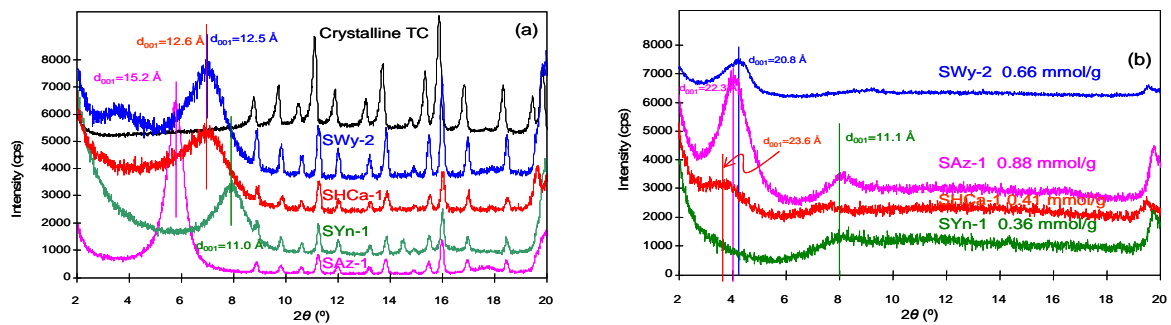 (a)
d001=12.6 Å
d001=12.5 Å
Crystalline TC
d001=15.2 Å
SWy-2
SHCa-1
SYn-1
d001=11.0 Å
SAz-1
Intensity (cps)
8000
7000
6000
5000
4000
3000
2000
1000
0
2 4 6 8 10 12 14 16 18 20
2θ (º)
(b)
d001=20.8 Å
SWy-2 0.66 mmol/g
d001=22.3
d001=23.6 Å
d001=11.1 Å
SAz-1 0.88 mmol/g
SHCa-1 0.41 mmol/g
SYn-1 0.36 mmol/g
Intensity (cps)
8000
7000
6000
5000
4000
3000
2000
1000
0
2 4 6 8 10 12 14 16 18 20
2θ (º)